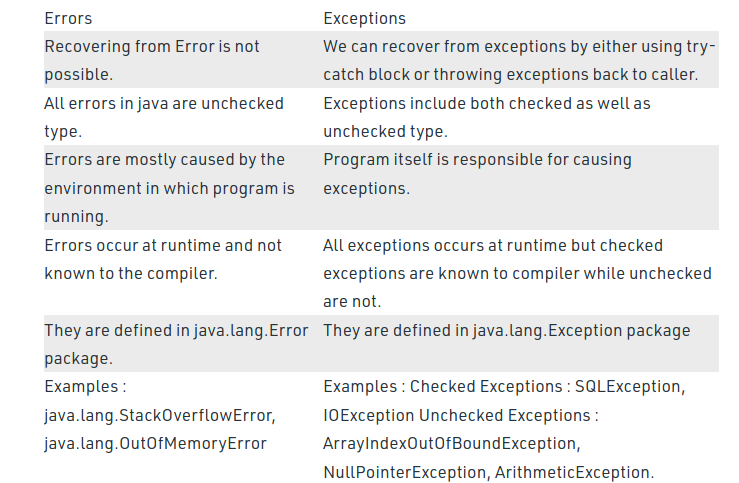 Errors Exceptions
Recovering from Error is not We can recover from exceptions by either using try-
possible. catch block or throwing exceptions back to caller.
All errors in java are unchecked Exceptions include both checked as well as
type. unchecked type.
Errors are mostly caused by the Program itself is responsible for causing
environment in which program is exceptions.
running.
Errors occur at runtime and not All exceptions occurs at runtime but checked
known to the compiler. exceptions are known to compiler while unchecked
are not.
They are defined in java.lang.Error They are defined in java.lang.Exception package
package.
Examples : Examples : Checked Exceptions : SQLException,
java.lang.StackOverflowError, IOException Unchecked Exceptions :
java.lang.OutOfMemoryError ArrayIndexOutOfBoundException,
NullPointerException, ArithmeticException.